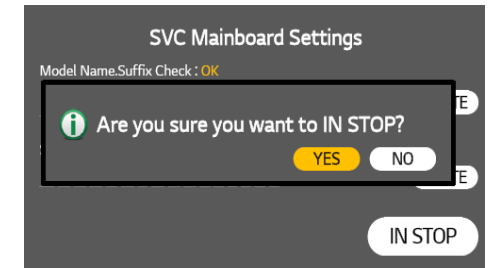 SVC Mainboard Settings
Model Name.Suffix Check : OK
Are you sure you want to IN STOP?
YES NO
IN STOP